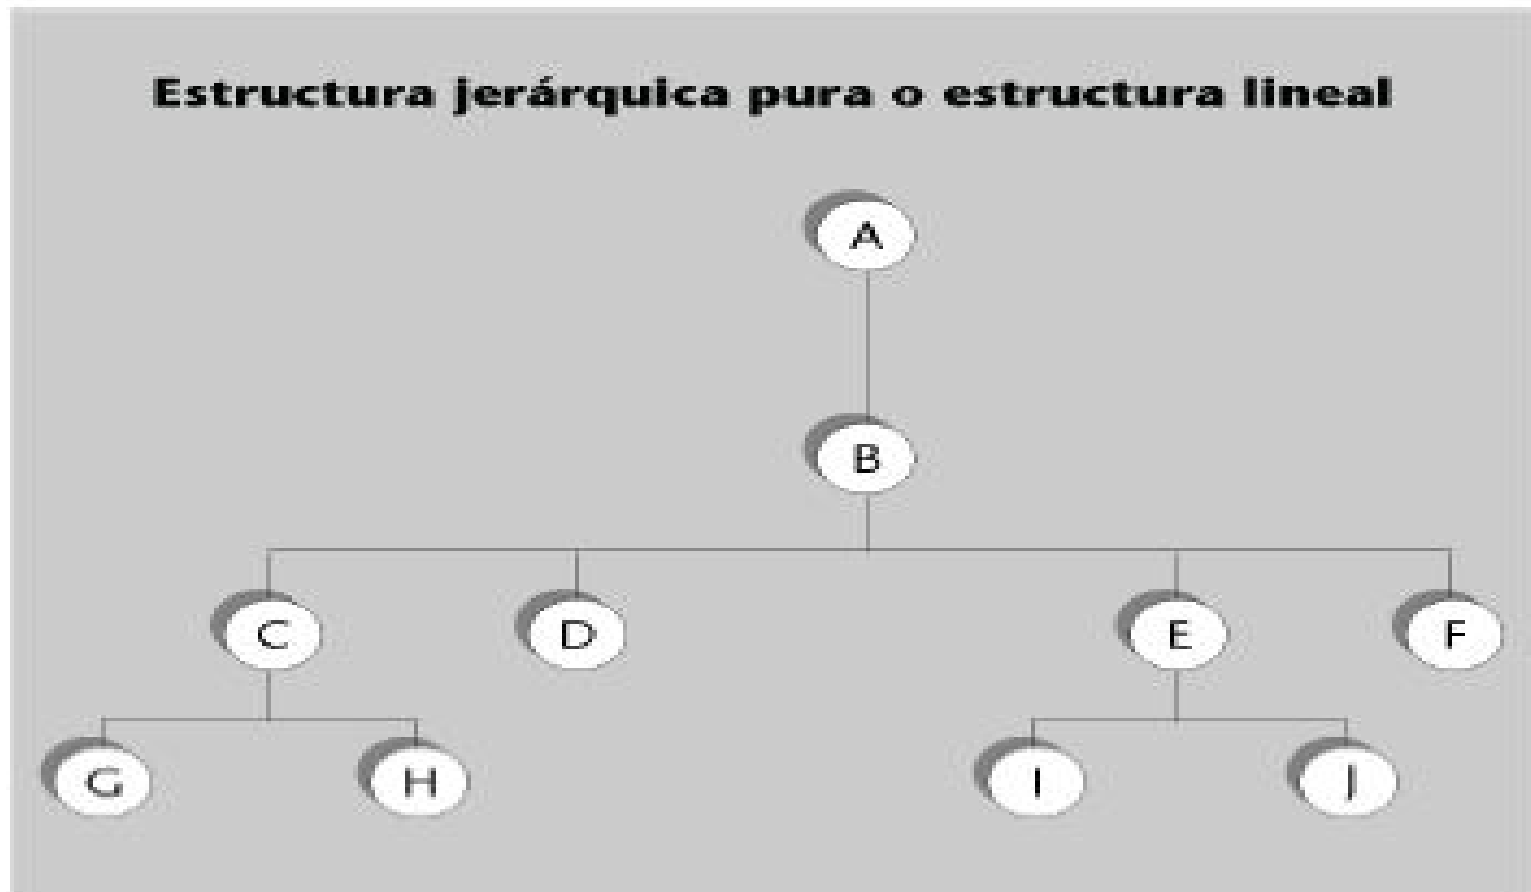 Estructura jerárquica pura o estructura lineal
A
B
C D E F
G H I J